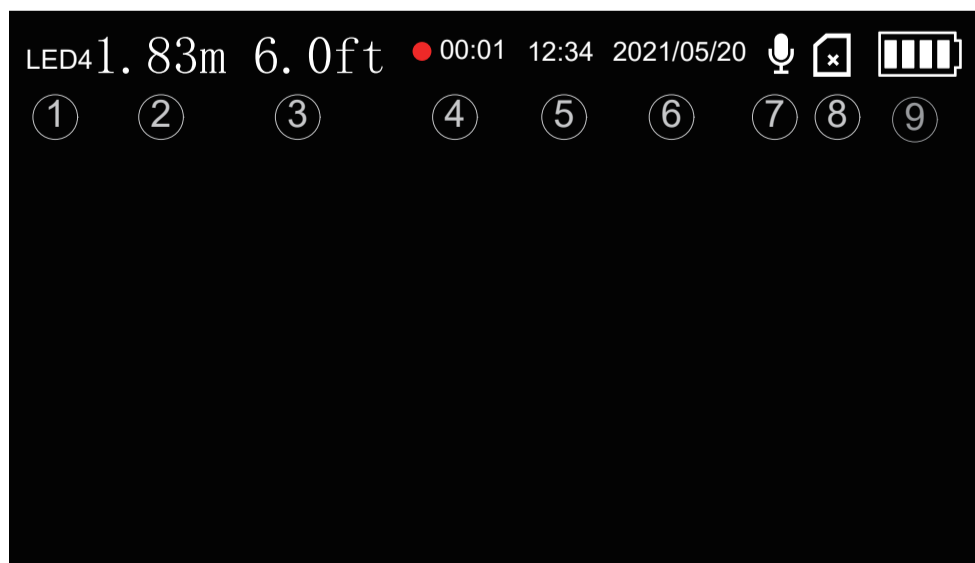 LED4 1.83m 6.0ft 00:01 12:34 2021/05/20
① ② ③ ④ ⑤ ⑥ ⑦ ⑧ ⑨